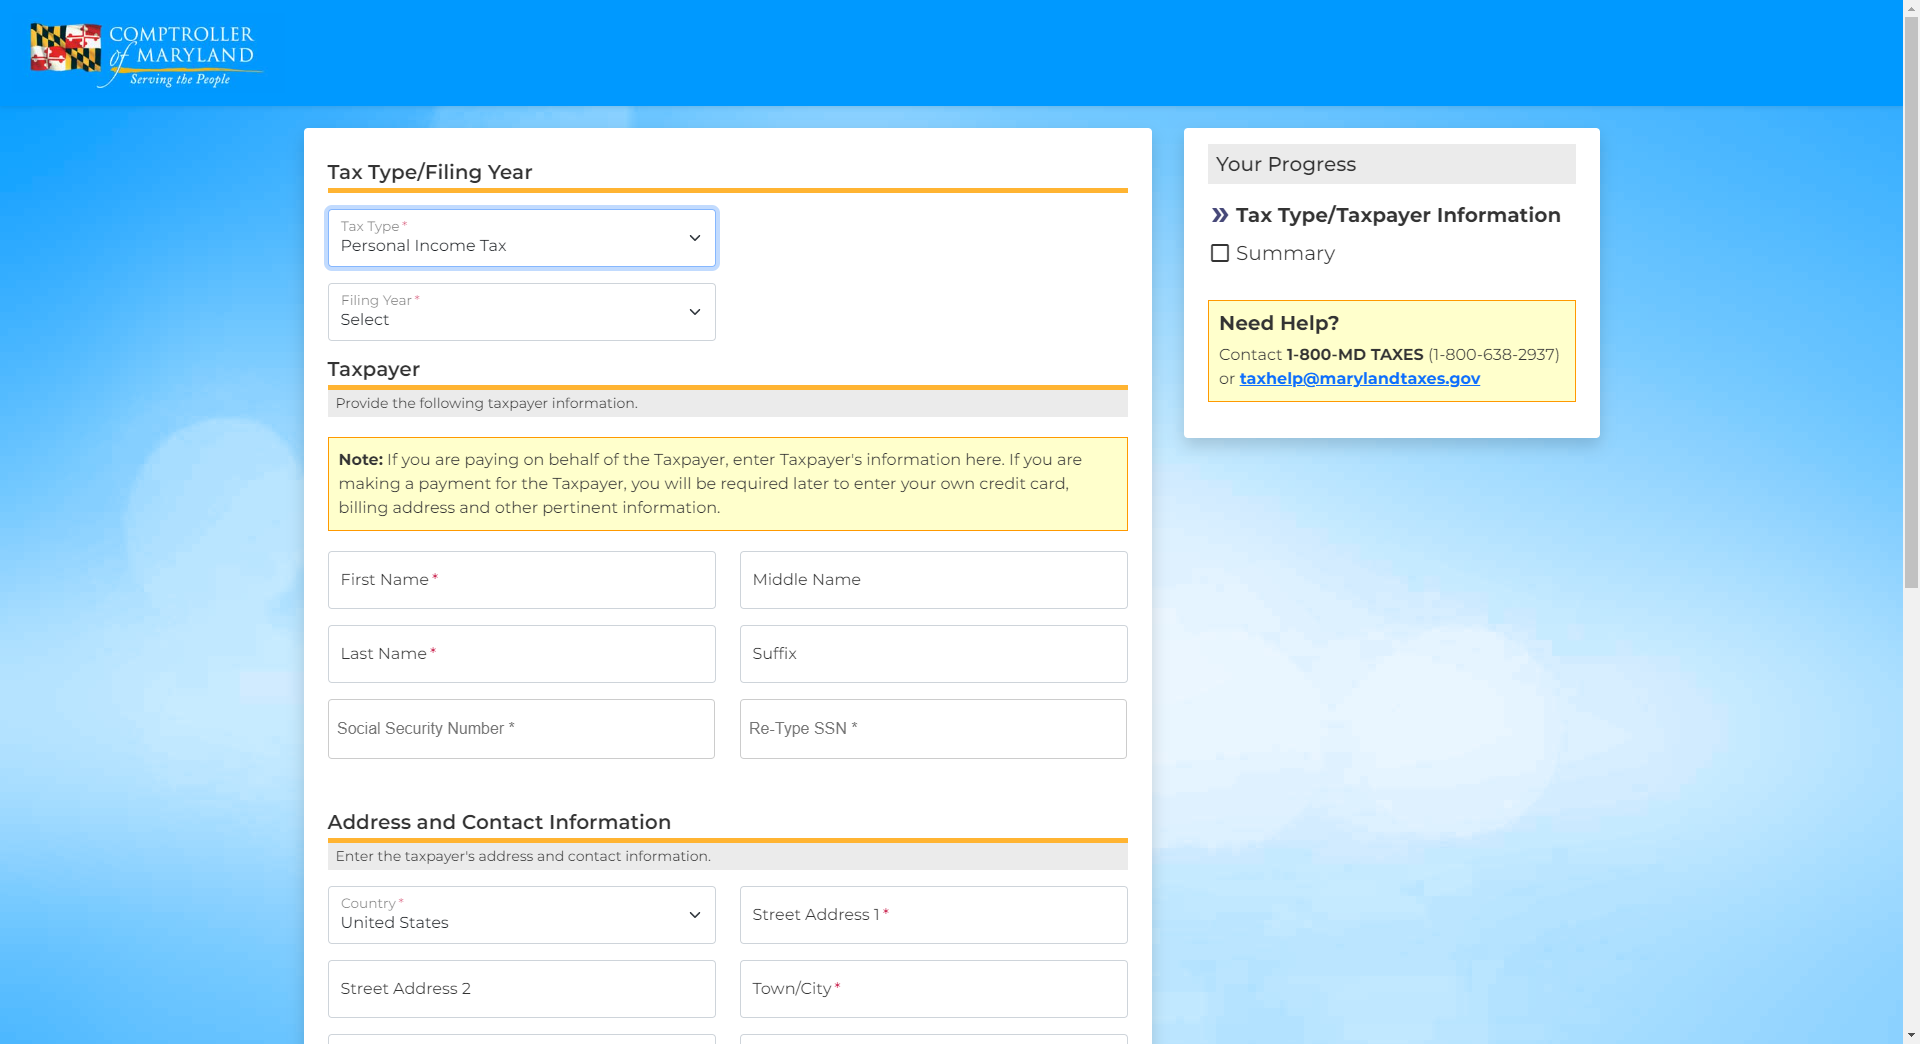 COMPTROLLER
of MARYLAND
Serving the People
Tax Type/Filing Year
Tax Type *
Personal Income Tax
Filing Year *
Select
Taxpayer
Provide the following taxpayer information.
Note: If you are paying on behalf of the Taxpayer, enter Taxpayer's information here. If you are
making a payment for the Taxpayer, you will be required later to enter your own credit card,
billing address and other pertinent information.
First Name *
Middle Name
Last Name *
Suffix
Social Security Number *
Re-Type SSN *
Address and Contact Information
Enter the taxpayer's address and contact information.
Country *
United States
Street Address 1 *
Street Address 2
Town/City *
Your Progress
Tax Type/Taxpayer Information
Summary
Need Help?
Contact 1-800-MD TAXES (1-800-638-2937)
or taxhelp@marylandtaxes.gov